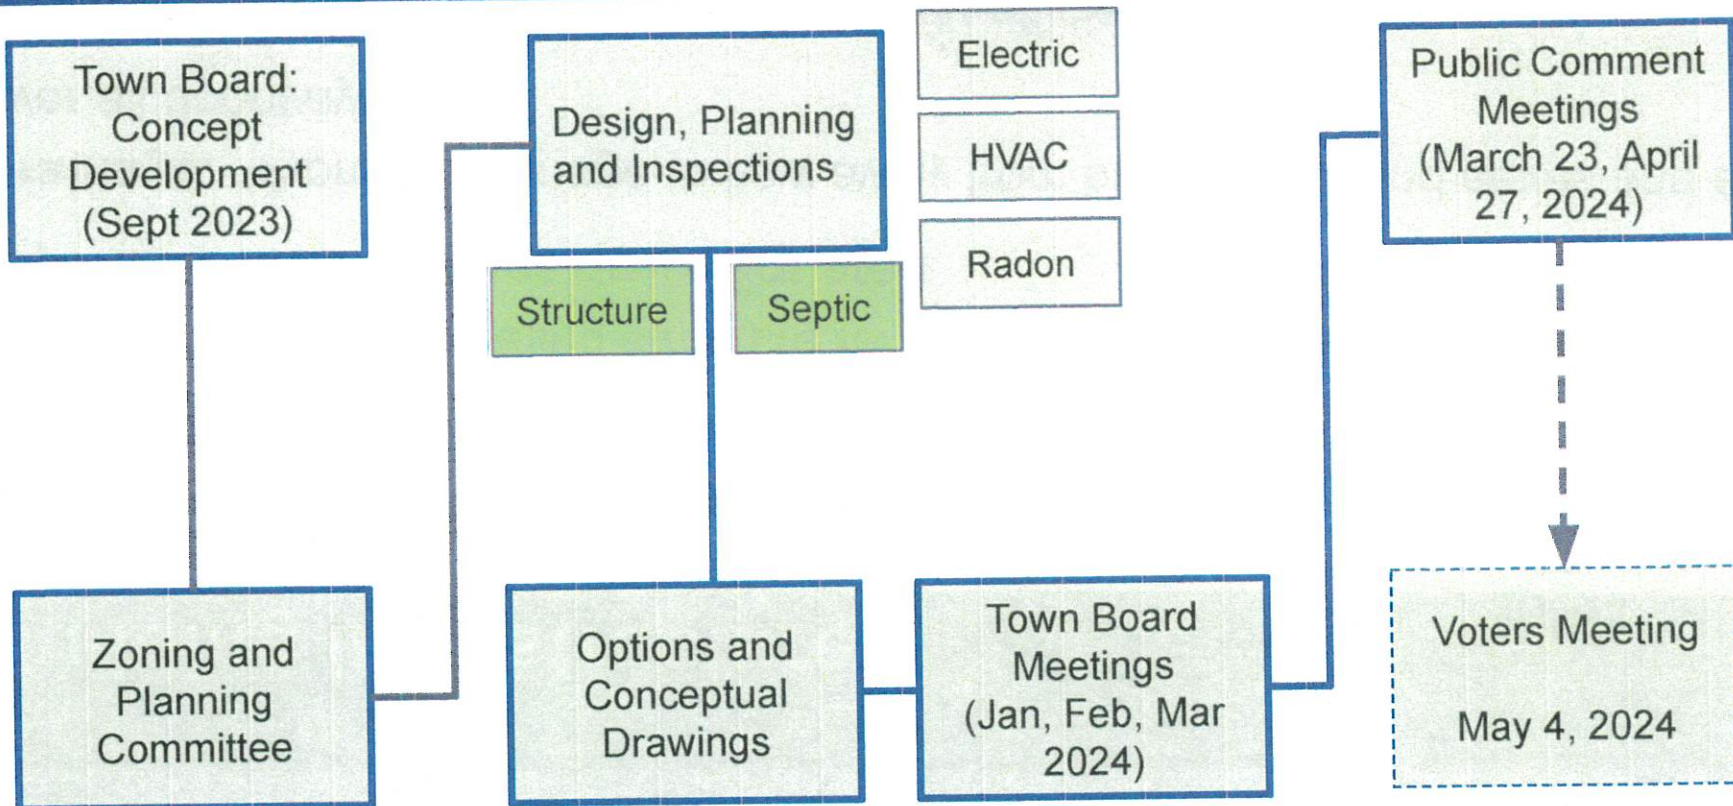 Town Board:
Concept
Development
(Sept 2023)
Zoning and
Planning
Committee
Design, Planning
and Inspections
Electric
HVAC
Radon
Structure
Septic
Options and
Conceptual
Drawings
Town Board
Meetings
(Jan, Feb, Mar
2024)
Public Comment
Meetings
(March 23, April
27, 2024)
Voters Meeting
May 4, 2024